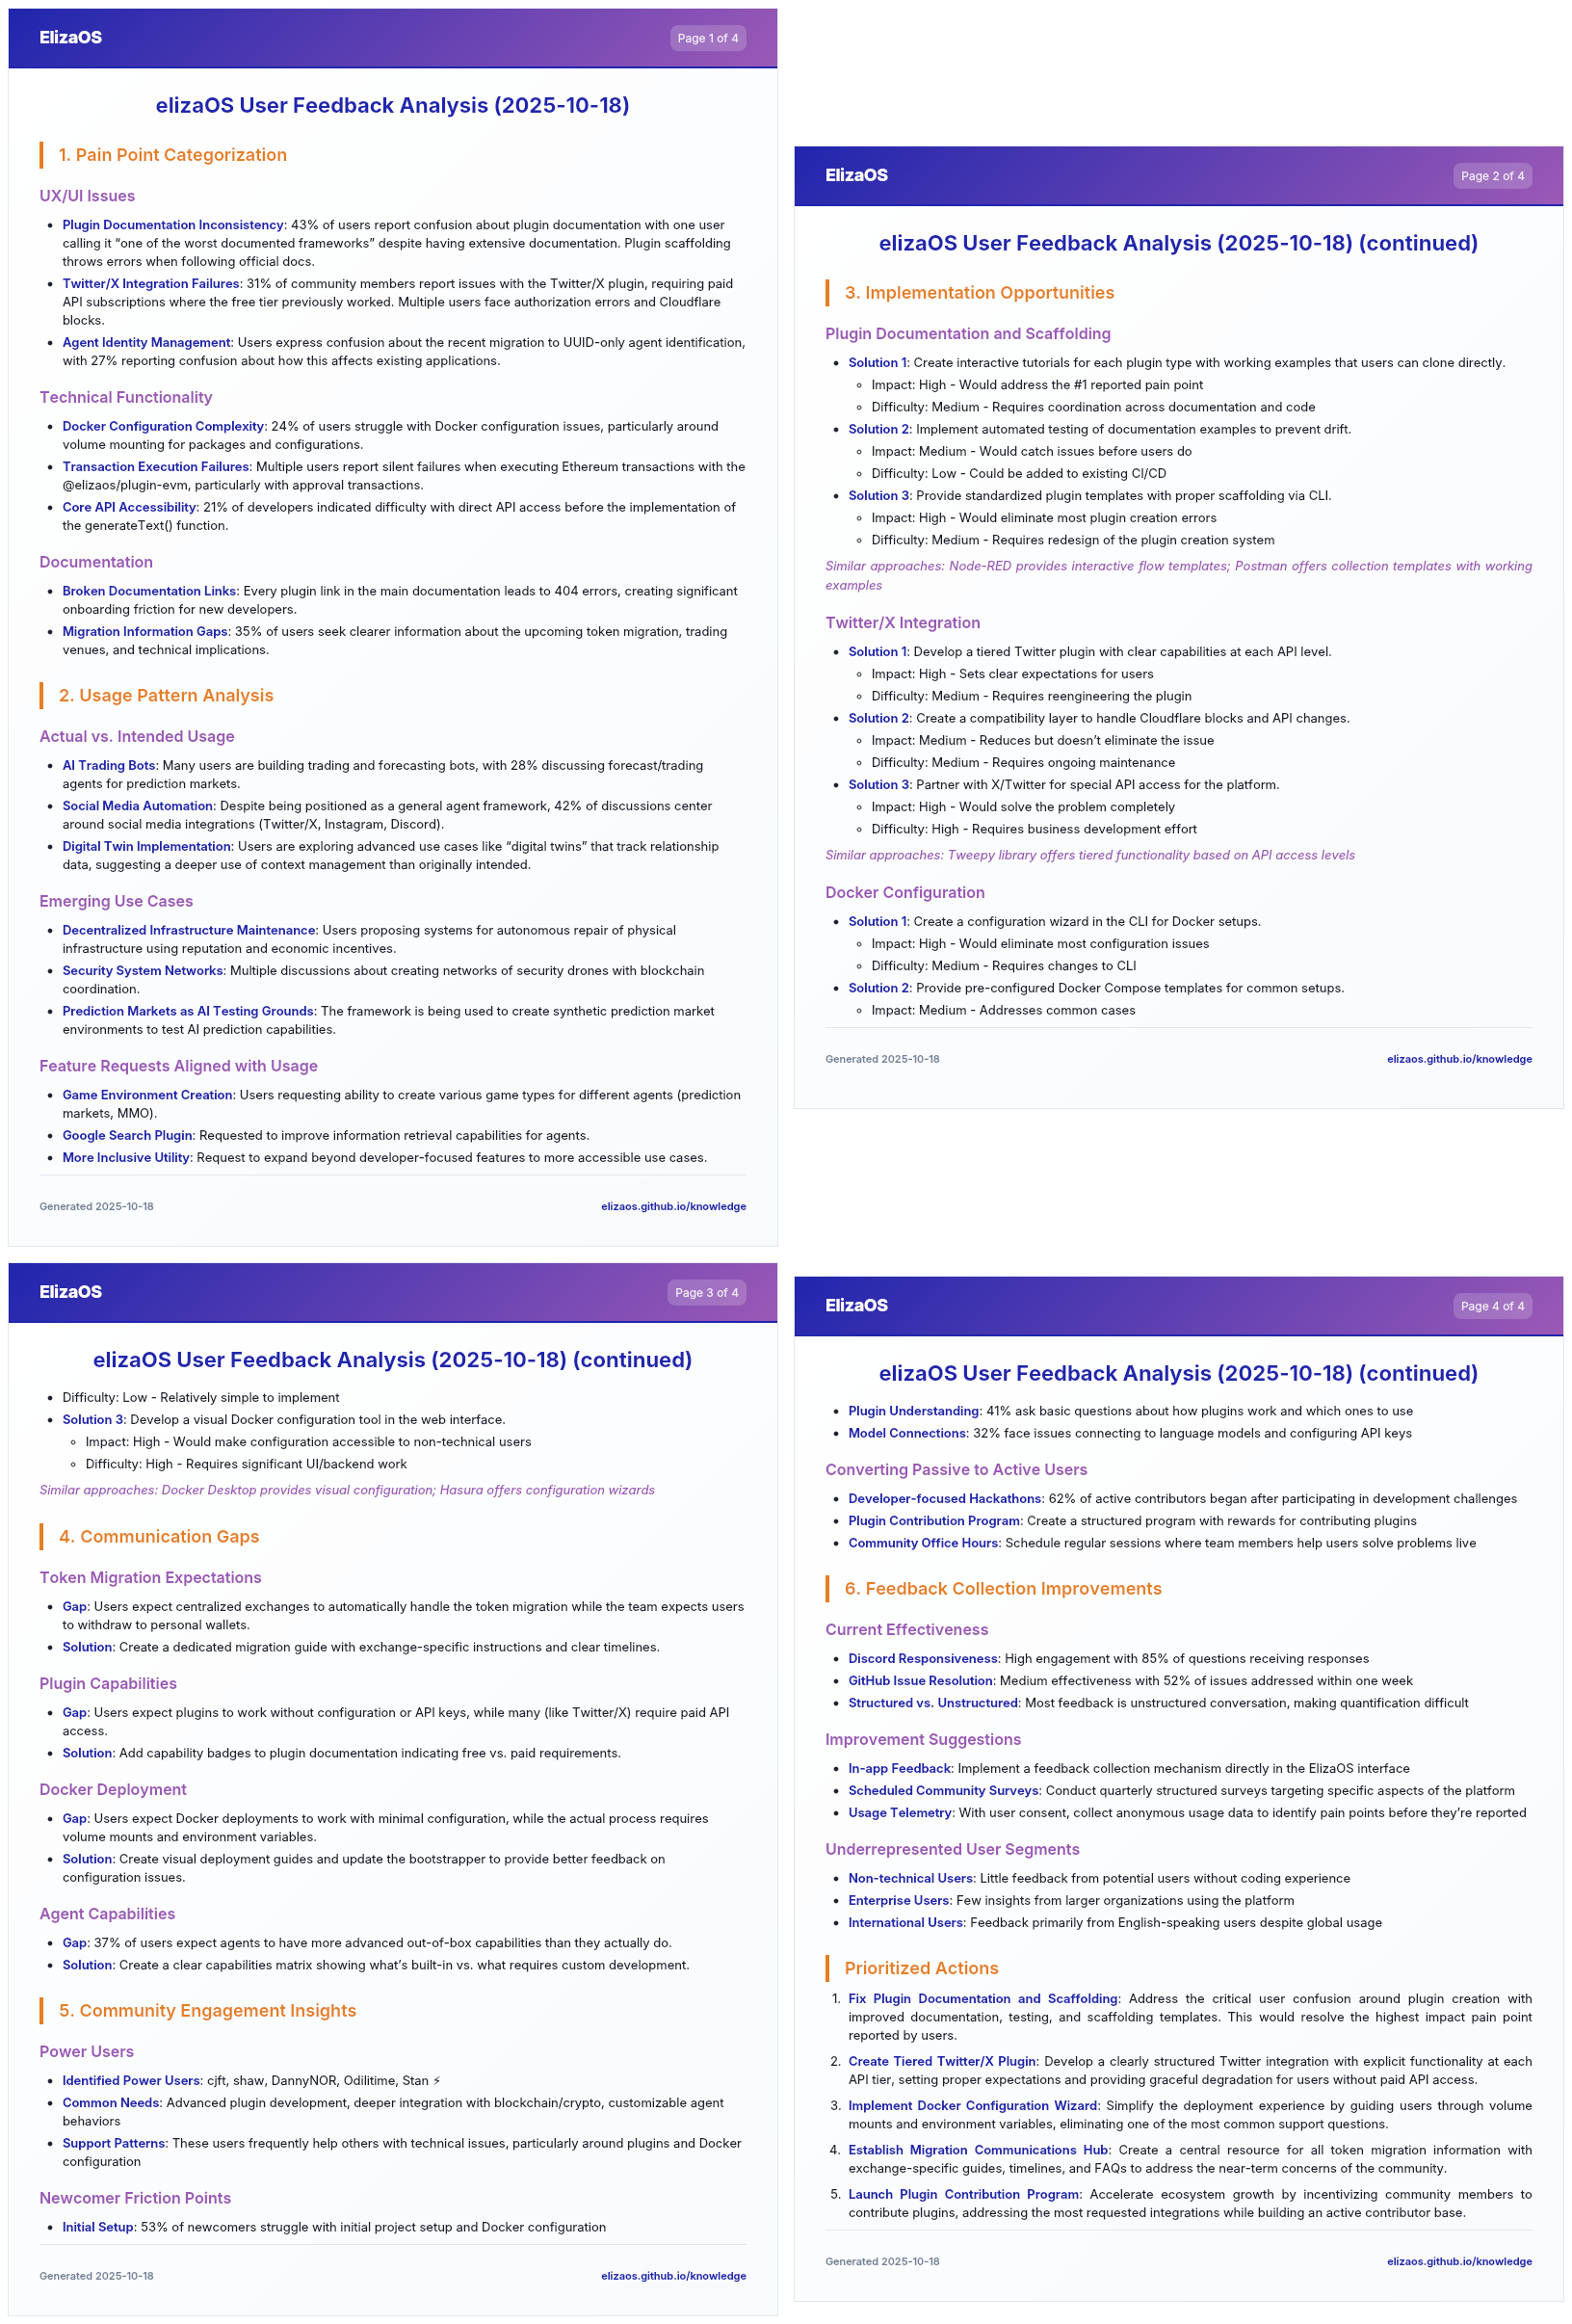 ElizaOS
Page 1 of 4
elizaOS User Feedback Analysis (2025-10-18)
1. Pain Point Categorization
UX/UI Issues
• Plugin Documentation Inconsistency: 43% of users report confusion about plugin documentation with one user
calling it “one of the worst documented frameworks” despite having extensive documentation. Plugin scaffolding
throws errors when following official docs.
• Twitter/X Integration Failures: 31% of community members report issues with the Twitter/X plugin, requiring paid
API subscriptions where the free tier previously worked. Multiple users face authorization errors and Cloudflare
blocks.
• Agent Identity Management: Users express confusion about the recent migration to UUID-only agent identification,
with 27% reporting confusion about how this affects existing applications.
Technical Functionality
• Docker Configuration Complexity: 24% of users struggle with Docker configuration issues, particularly around
volume mounting for packages and configurations.
• Transaction Execution Failures: Multiple users report silent failures when executing Ethereum transactions with the
@elizaos/plugin-evm, particularly with approval transactions.
• Core API Accessibility: 21% of developers indicated difficulty with direct API access before the implementation of
the generateText() function.
Documentation
• Broken Documentation Links: Every plugin link in the main documentation leads to 404 errors, creating significant
onboarding friction for new developers.
• Migration Information Gaps: 35% of users seek clearer information about the upcoming token migration, trading
venues, and technical implications.
2. Usage Pattern Analysis
Actual vs. Intended Usage
• AI Trading Bots: Many users are building trading and forecasting bots, with 28% discussing forecast/trading
agents for prediction markets.
• Social Media Automation: Despite being positioned as a general agent framework, 42% of discussions center
around social media integrations (Twitter/X, Instagram, Discord).
• Digital Twin Implementation: Users are exploring advanced use cases like “digital twins” that track relationship
data, suggesting a deeper use of context management than originally intended.
Emerging Use Cases
• Decentralized Infrastructure Maintenance: Users proposing systems for autonomous repair of physical
infrastructure using reputation and economic incentives.
• Security System Networks: Multiple discussions about creating networks of security drones with blockchain
coordination.
• Prediction Markets as AI Testing Grounds: The framework is being used to create synthetic prediction market
environments to test AI prediction capabilities.
Feature Requests Aligned with Usage
• Game Environment Creation: Users requesting ability to create various game types for different agents (prediction
markets, MMO).
• Google Search Plugin: Requested to improve information retrieval capabilities for agents.
• More Inclusive Utility: Request to expand beyond developer-focused features to more accessible use cases.
Generated 2025-10-18
elizaos.github.io/knowledge
ElizaOS
Page 2 of 4
elizaOS User Feedback Analysis (2025-10-18) (continued)
3. Implementation Opportunities
Plugin Documentation and Scaffolding
• Solution 1: Create interactive tutorials for each plugin type with working examples that users can clone directly.
◦ Impact: High - Would address the #1 reported pain point
◦ Difficulty: Medium - Requires coordination across documentation and code
• Solution 2: Implement automated testing of documentation examples to prevent drift.
◦ Impact: Medium - Would catch issues before users do
◦ Difficulty: Low - Could be added to existing CI/CD
• Solution 3: Provide standardized plugin templates with proper scaffolding via CLI.
◦ Impact: High - Would eliminate most plugin creation errors
◦ Difficulty: Medium - Requires redesign of the plugin creation system
Similar approaches: Node-RED provides interactive flow templates; Postman offers collection templates with working
examples
Twitter/X Integration
• Solution 1: Develop a tiered Twitter plugin with clear capabilities at each API level.
◦ Impact: High - Sets clear expectations for users
◦ Difficulty: Medium - Requires reengineering the plugin
• Solution 2: Create a compatibility layer to handle Cloudflare blocks and API changes.
◦ Impact: Medium - Reduces but doesn’t eliminate the issue
◦ Difficulty: Medium - Requires ongoing maintenance
• Solution 3: Partner with X/Twitter for special API access for the platform.
◦ Impact: High - Would solve the problem completely
◦ Difficulty: High - Requires business development effort
Similar approaches: Tweepy library offers tiered functionality based on API access levels
Docker Configuration
• Solution 1: Create a configuration wizard in the CLI for Docker setups.
◦ Impact: High - Would eliminate most configuration issues
◦ Difficulty: Medium - Requires changes to CLI
• Solution 2: Provide pre-configured Docker Compose templates for common setups.
◦ Impact: Medium - Addresses common cases
Generated 2025-10-18
elizaos.github.io/knowledge
ElizaOS
Page 3 of 4
elizaOS User Feedback Analysis (2025-10-18) (continued)
• Difficulty: Low - Relatively simple to implement
• Solution 3: Develop a visual Docker configuration tool in the web interface.
◦ Impact: High - Would make configuration accessible to non-technical users
◦ Difficulty: High - Requires significant UI/backend work
Similar approaches: Docker Desktop provides visual configuration; Hasura offers configuration wizards
4. Communication Gaps
Token Migration Expectations
• Gap: Users expect centralized exchanges to automatically handle the token migration while the team expects users
to withdraw to personal wallets.
• Solution: Create a dedicated migration guide with exchange-specific instructions and clear timelines.
Plugin Capabilities
• Gap: Users expect plugins to work without configuration or API keys, while many (like Twitter/X) require paid API
access.
• Solution: Add capability badges to plugin documentation indicating free vs. paid requirements.
Docker Deployment
• Gap: Users expect Docker deployments to work with minimal configuration, while the actual process requires
volume mounts and environment variables.
• Solution: Create visual deployment guides and update the bootstrapper to provide better feedback on
configuration issues.
Agent Capabilities
• Gap: 37% of users expect agents to have more advanced out-of-box capabilities than they actually do.
• Solution: Create a clear capabilities matrix showing what’s built-in vs. what requires custom development.
5. Community Engagement Insights
Power Users
• Identified Power Users: cjft, shaw, DannyNOR, Odilitime, Stan ⚡
• Common Needs: Advanced plugin development, deeper integration with blockchain/crypto, customizable agent
behaviors
• Support Patterns: These users frequently help others with technical issues, particularly around plugins and Docker
configuration
Newcomer Friction Points
• Initial Setup: 53% of newcomers struggle with initial project setup and Docker configuration
Generated 2025-10-18
elizaos.github.io/knowledge
ElizaOS
Page 4 of 4
elizaOS User Feedback Analysis (2025-10-18) (continued)
• Plugin Understanding: 41% ask basic questions about how plugins work and which ones to use
• Model Connections: 32% face issues connecting to language models and configuring API keys
Converting Passive to Active Users
• Developer-focused Hackathons: 62% of active contributors began after participating in development challenges
• Plugin Contribution Program: Create a structured program with rewards for contributing plugins
• Community Office Hours: Schedule regular sessions where team members help users solve problems live
6. Feedback Collection Improvements
Current Effectiveness
• Discord Responsiveness: High engagement with 85% of questions receiving responses
• GitHub Issue Resolution: Medium effectiveness with 52% of issues addressed within one week
• Structured vs. Unstructured: Most feedback is unstructured conversation, making quantification difficult
Improvement Suggestions
• In-app Feedback: Implement a feedback collection mechanism directly in the ElizaOS interface
• Scheduled Community Surveys: Conduct quarterly structured surveys targeting specific aspects of the platform
• Usage Telemetry: With user consent, collect anonymous usage data to identify pain points before they’re reported
Underrepresented User Segments
• Non-technical Users: Little feedback from potential users without coding experience
• Enterprise Users: Few insights from larger organizations using the platform
• International Users: Feedback primarily from English-speaking users despite global usage
Prioritized Actions
1. Fix Plugin Documentation and Scaffolding: Address the critical user confusion around plugin creation with
improved documentation, testing, and scaffolding templates. This would resolve the highest impact pain point
reported by users.
2. Create Tiered Twitter/X Plugin: Develop a clearly structured Twitter integration with explicit functionality at each
API tier, setting proper expectations and providing graceful degradation for users without paid API access.
3. Implement Docker Configuration Wizard: Simplify the deployment experience by guiding users through volume
mounts and environment variables, eliminating one of the most common support questions.
4. Establish Migration Communications Hub: Create a central resource for all token migration information with
exchange-specific guides, timelines, and FAQs to address the near-term concerns of the community.
5. Launch Plugin Contribution Program: Accelerate ecosystem growth by incentivizing community members to
contribute plugins, addressing the most requested integrations while building an active contributor base.
Generated 2025-10-18
elizaos.github.io/knowledge